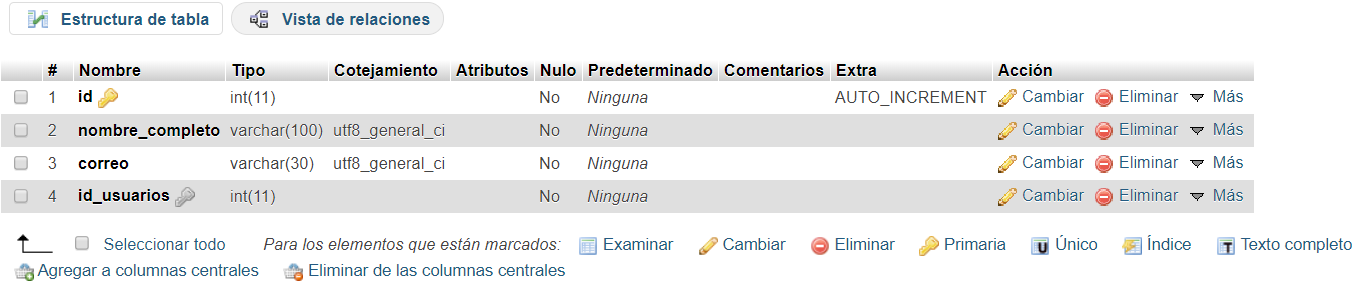 Estructura de tabla Vista de relaciones
# Nombre Tipo Cotejamiento Atributos Nulo Predeterminado Comentarios Extra Acción
1 id int(11) No Ninguna AUTO_INCREMENT Cambiar Eliminar Más
2 nombre_completo varchar(100) utf8_general_ci No Ninguna Cambiar Eliminar Más
3 correo varchar(30) utf8_general_ci No Ninguna Cambiar Eliminar Más
4 id_usuarios int(11) No Ninguna Cambiar Eliminar Más
Seleccionar todo Para los elementos que están marcados: Examinar Cambiar Eliminar Primaria U Único Índice T Texto completo
Agregar a columnas centrales Eliminar de las columnas centrales